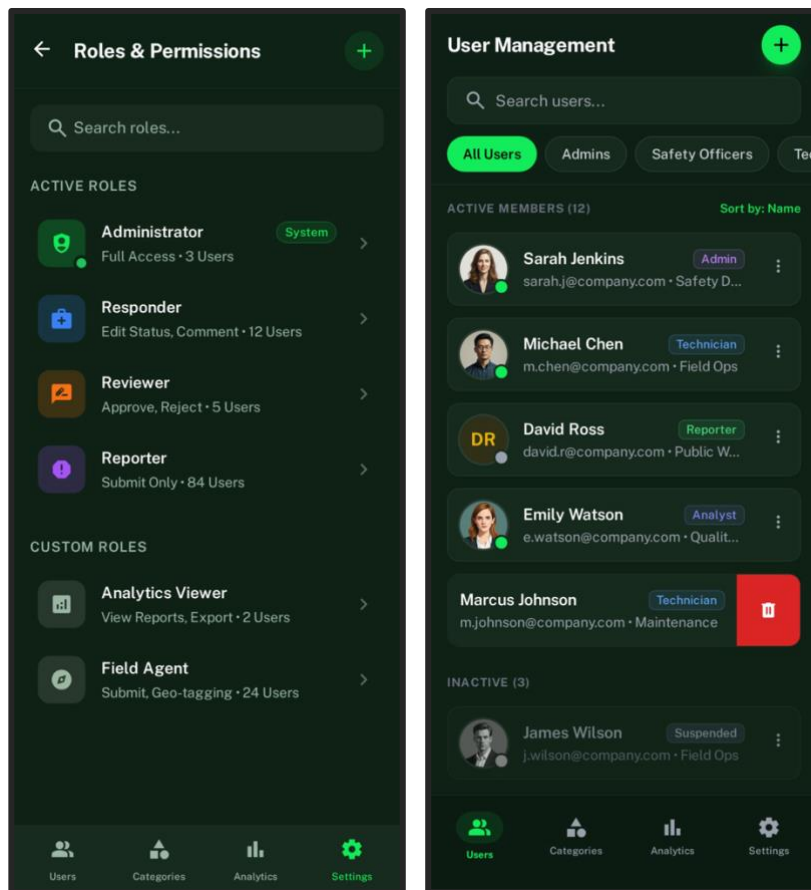 Roles & Permissions
Search roles...
ACTIVE ROLES
Administrator System
Full Access • 3 Users
Responder
Edit Status, Comment • 12 Users
Reviewer
Approve, Reject • 5 Users
Reporter
Submit Only • 84 Users
CUSTOM ROLES
Analytics Viewer
View Reports, Export • 2 Users
Field Agent
Submit, Geo-tagging • 24 Users
Users Categories Analytics Settings
User Management
Search users...
All Users Admins Safety Officers Te
ACTIVE MEMBERS (12) Sort by: Name
Sarah Jenkins Admin
sarah.j@company.com • Safety D...
Michael Chen Technician
m.chen@company.com • Field Ops
DR David Ross Reporter
david.r@company.com • Public W...
Emily Watson Analyst
e.watson@company.com • Qualit...
Marcus Johnson Technician
m.johnson@company.com • Maintenance
INACTIVE (3)
James Wilson Suspended
j.wilson@company.com • Field Ops
Users Categories Analytics Settings